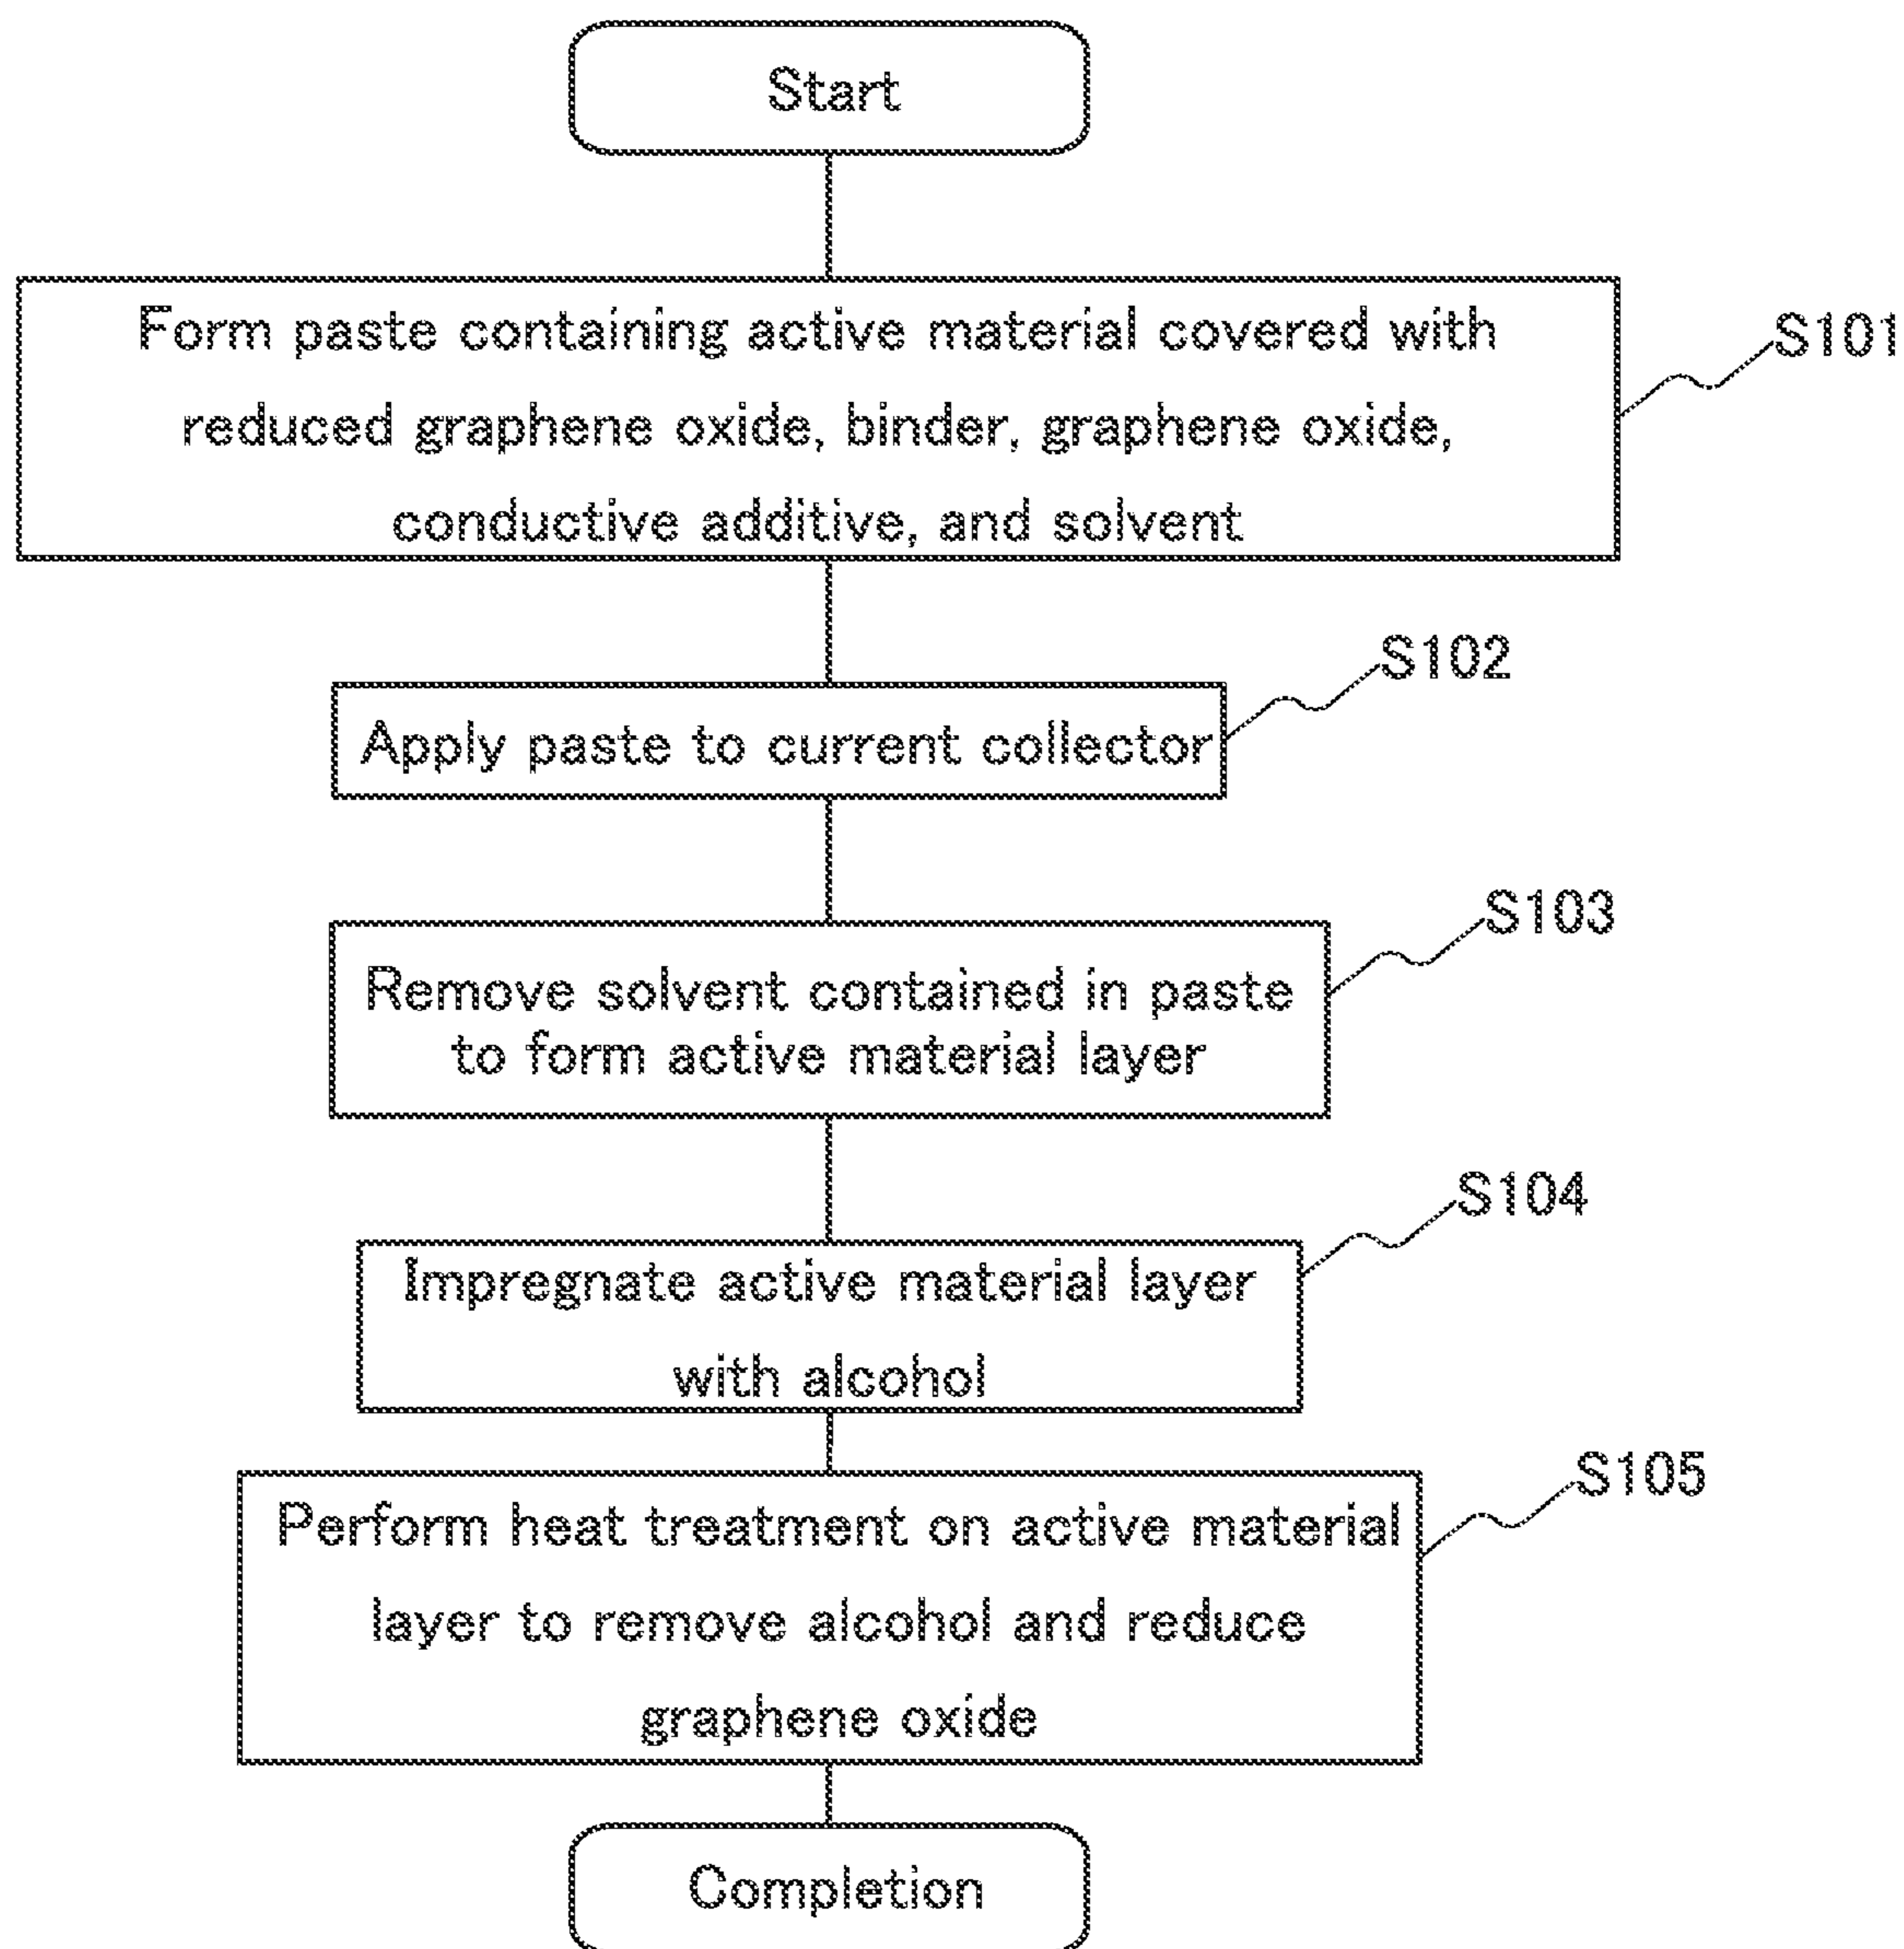 Start
Form paste containing active material covered with
reduced graphene oxide, binder, graphene oxide,
conductive additive, and solvent
S101
S102
Apply paste to current collector
S103
Remove solvent contained in paste
to form active material layer
S104
Impregnate active material layer
with alcohol
S105
Perform heat treatment on active material
layer to remove alcohol and reduce
graphene oxide
Completion